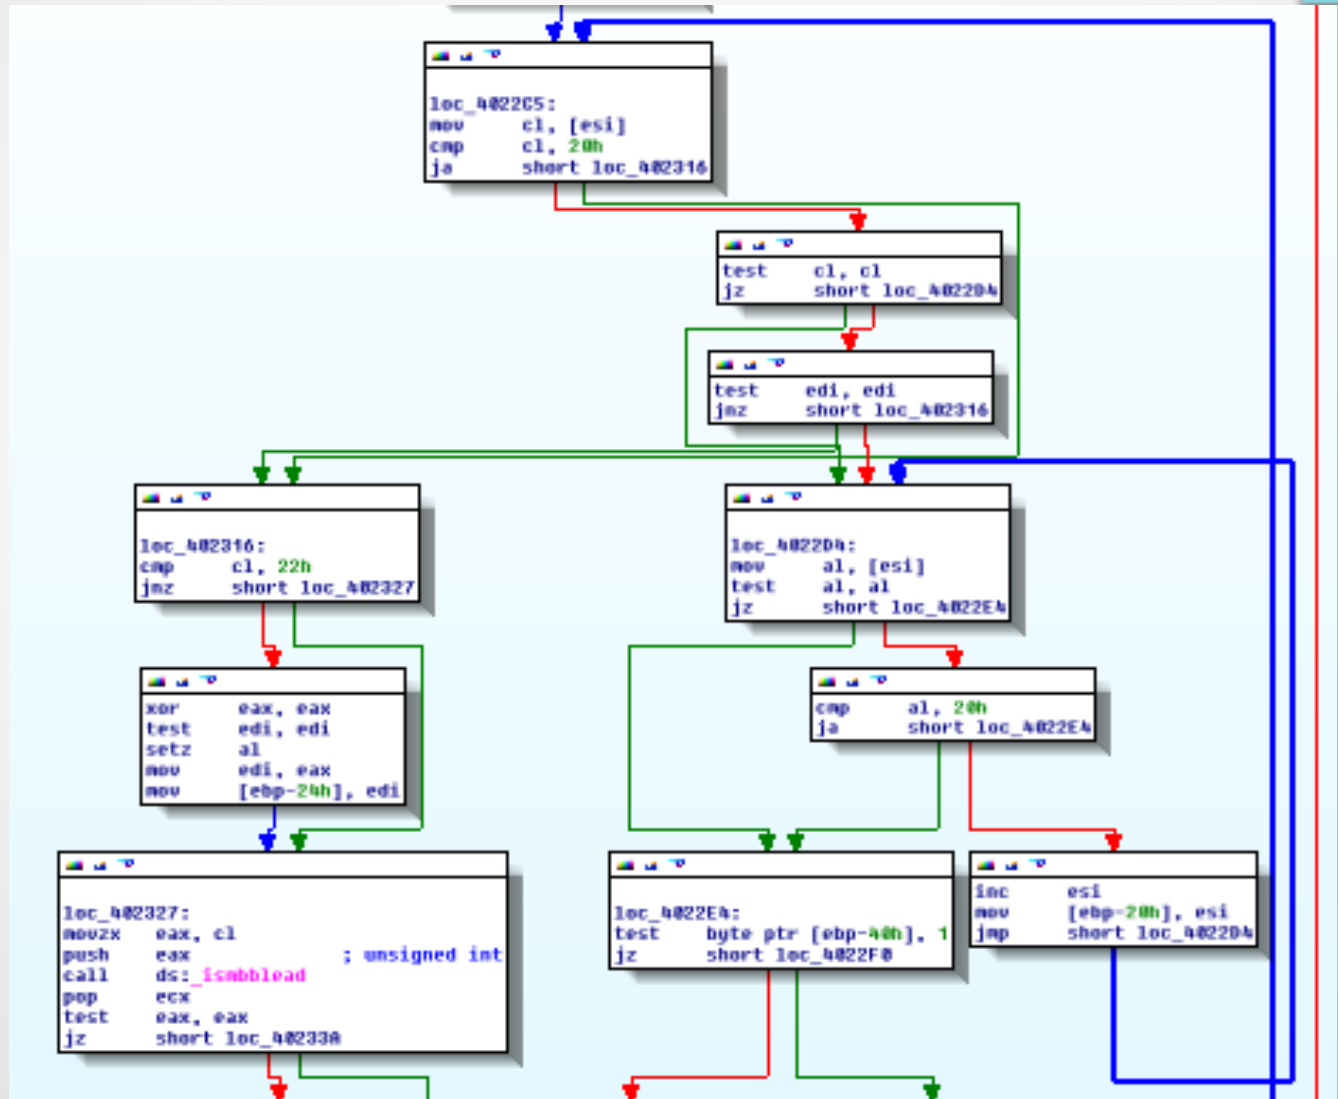 loc_4022C5:
mov cl, [esi]
cmp cl, 20h
ja short loc_402316
test cl, cl
jz short loc_4022D4
test edi, edi
jnz short loc_402316
loc_402316:
cmp cl, 22h
jnz short loc_402327
loc_4022D4:
mov al, [esi]
test al, al
jz short loc_4022E4
xor eax, eax
test edi, edi
setz al
mov edi, eax
mov [ebp-24h], edi
cmp al, 20h
ja short loc_4022E4
loc_402327:
movzx eax, cl
push eax ; unsigned int
call ds:_ismbblead
pop ecx
test eax, eax
jz short loc_40233A
loc_4022E4:
test byte ptr [ebp-40h], 1
jz short loc_4022F0
inc esi
mov [ebp-20h], esi
jmp short loc_4022D4